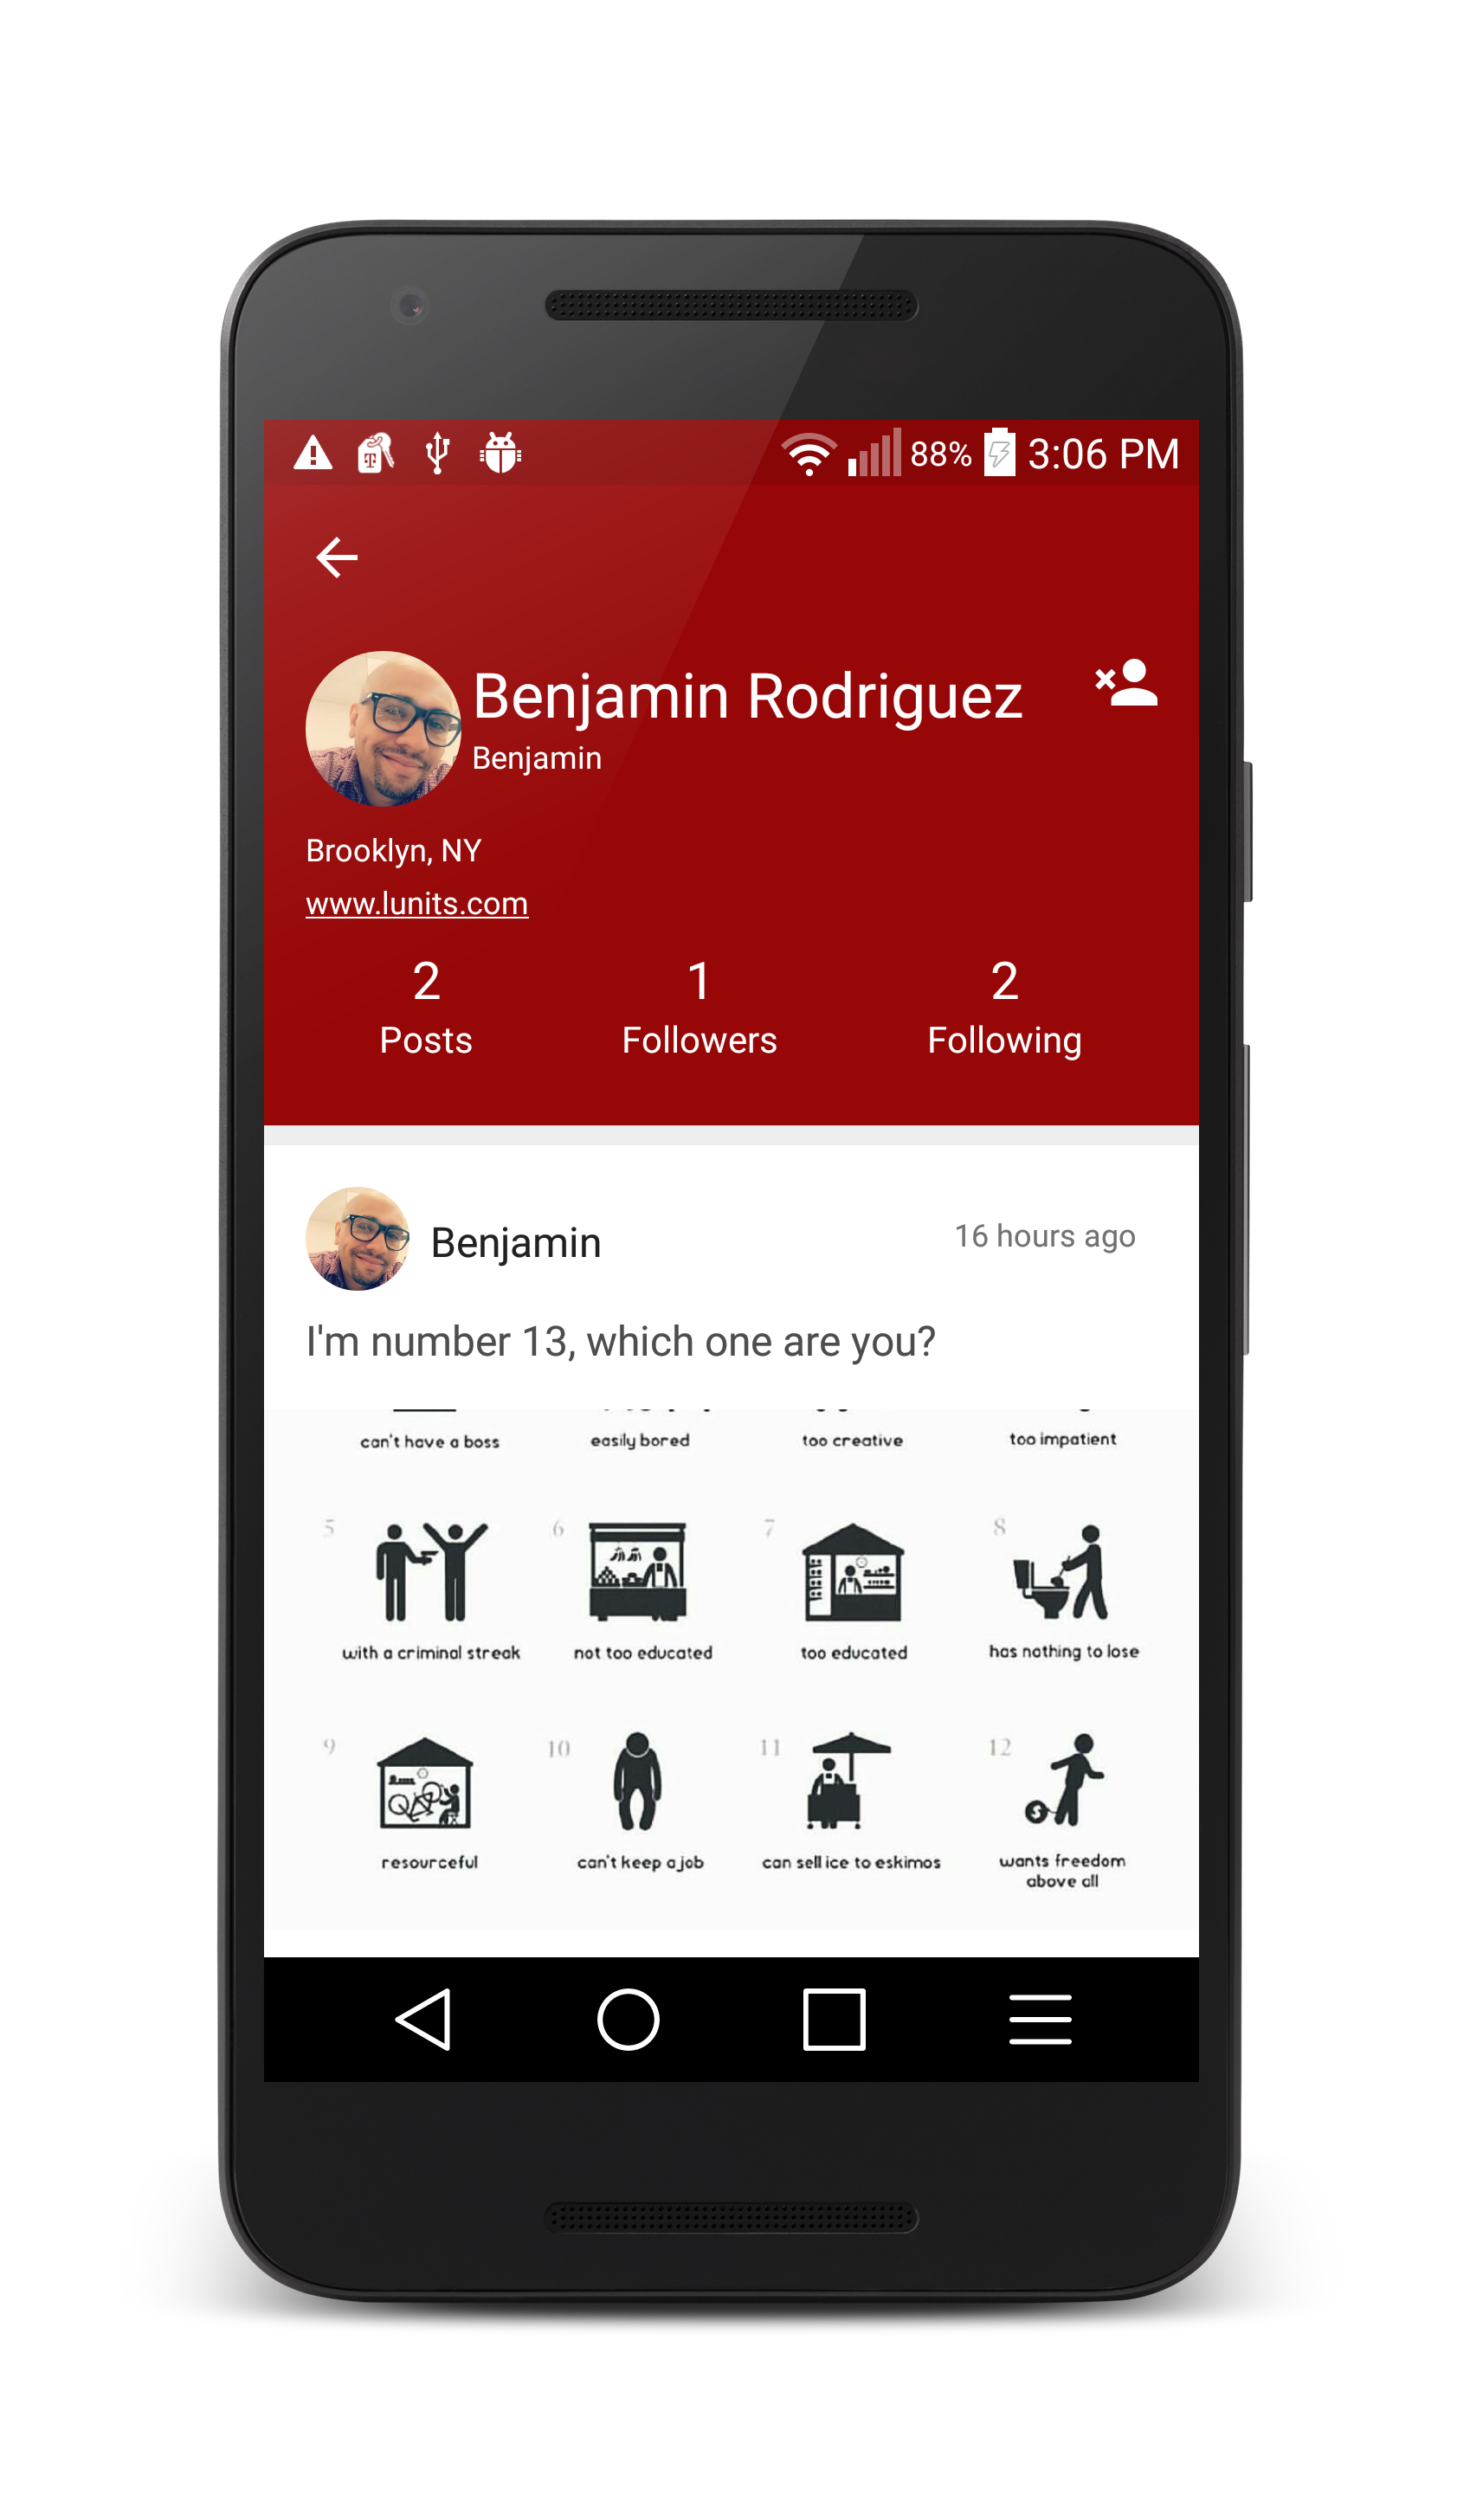 88% 3:06 PM
Benjamin Rodriguez
Benjamin
Brooklyn, NY
www.lunits.com
2 1 2
Posts Followers Following
Benjamin 16 hours ago
I'm number 13, which one are you?
can't have a boss easily bored too creative too impatient
5 6 7 8
with a criminal streak not too educated too educated has nothing to lose
9 10 11 12
$
resourceful can't keep a job can sell ice to eskimos wants freedom
above all